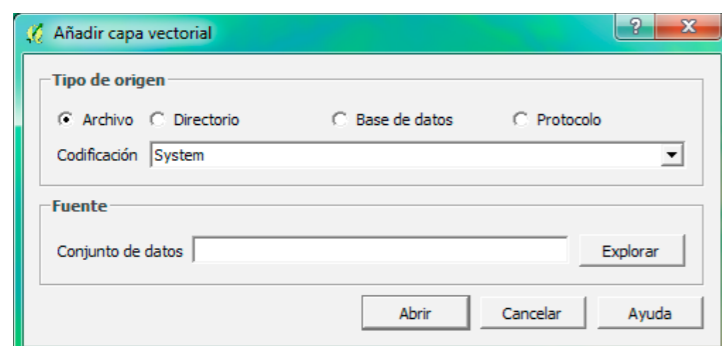 Añadir capa vectorial
? X
Tipo de origen
Archivo Directorio Base de datos Protocolo
Codificación System
Fuente
Conjunto de datos Explorar
Abrir Cancelar Ayuda